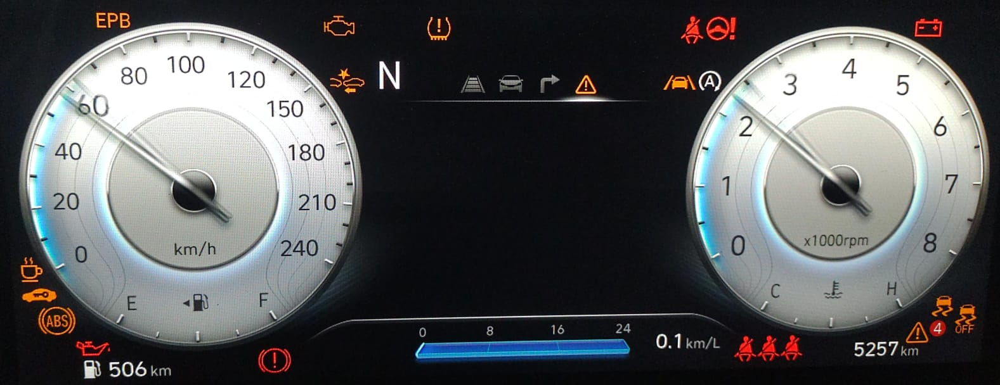 EPB
N
A
80 100 120
60 150
40 180
20 210
0 240
km/h
E F
3 4 5
2 6
1 7
0 8
x1000rpm
C H
ABS
OFF
4
0 8 16 24
0.1 km/L
506 km
5257 km